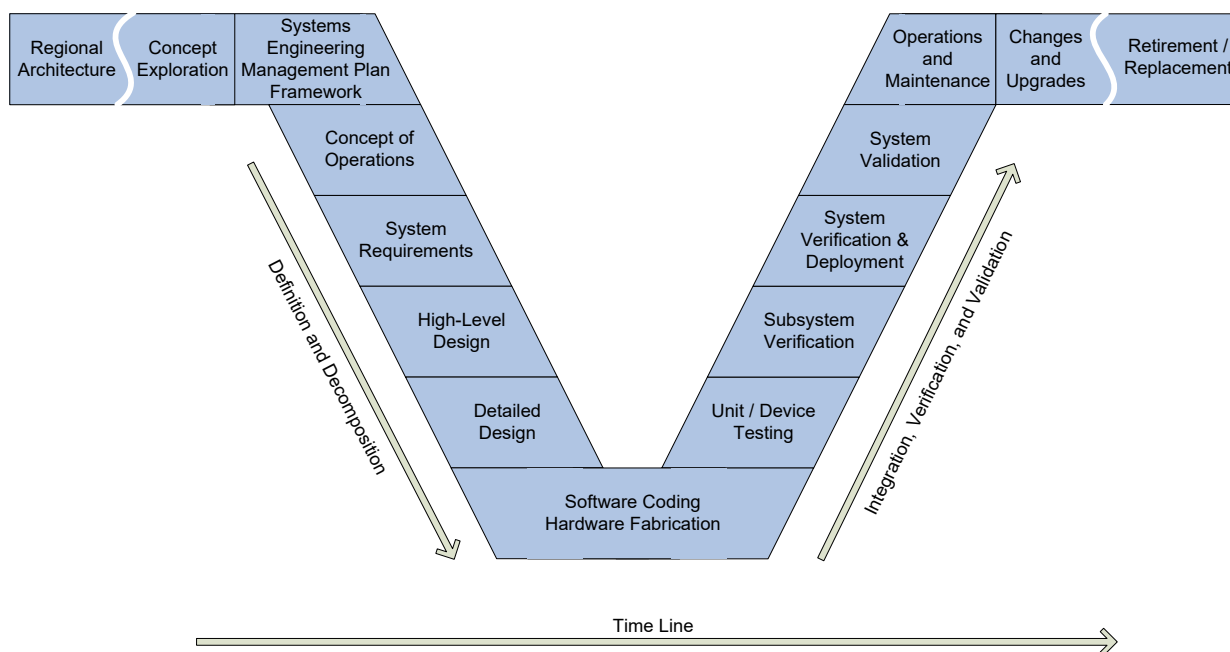 Regional
Architecture
Concept
Exploration
Systems
Engineering
Management Plan
Framework
Concept of
Operations
System
Requirements
High-Level
Design
Detailed
Design
Software Coding
Hardware Fabrication
Unit / Device
Testing
Subsystem
Verification
System
Verification &
Deployment
System
Validation
Operations
and
Maintenance
Changes
and
Upgrades
Retirement /
Replacement
Definition and Decomposition
Integration, Verification, and Validation
Time Line